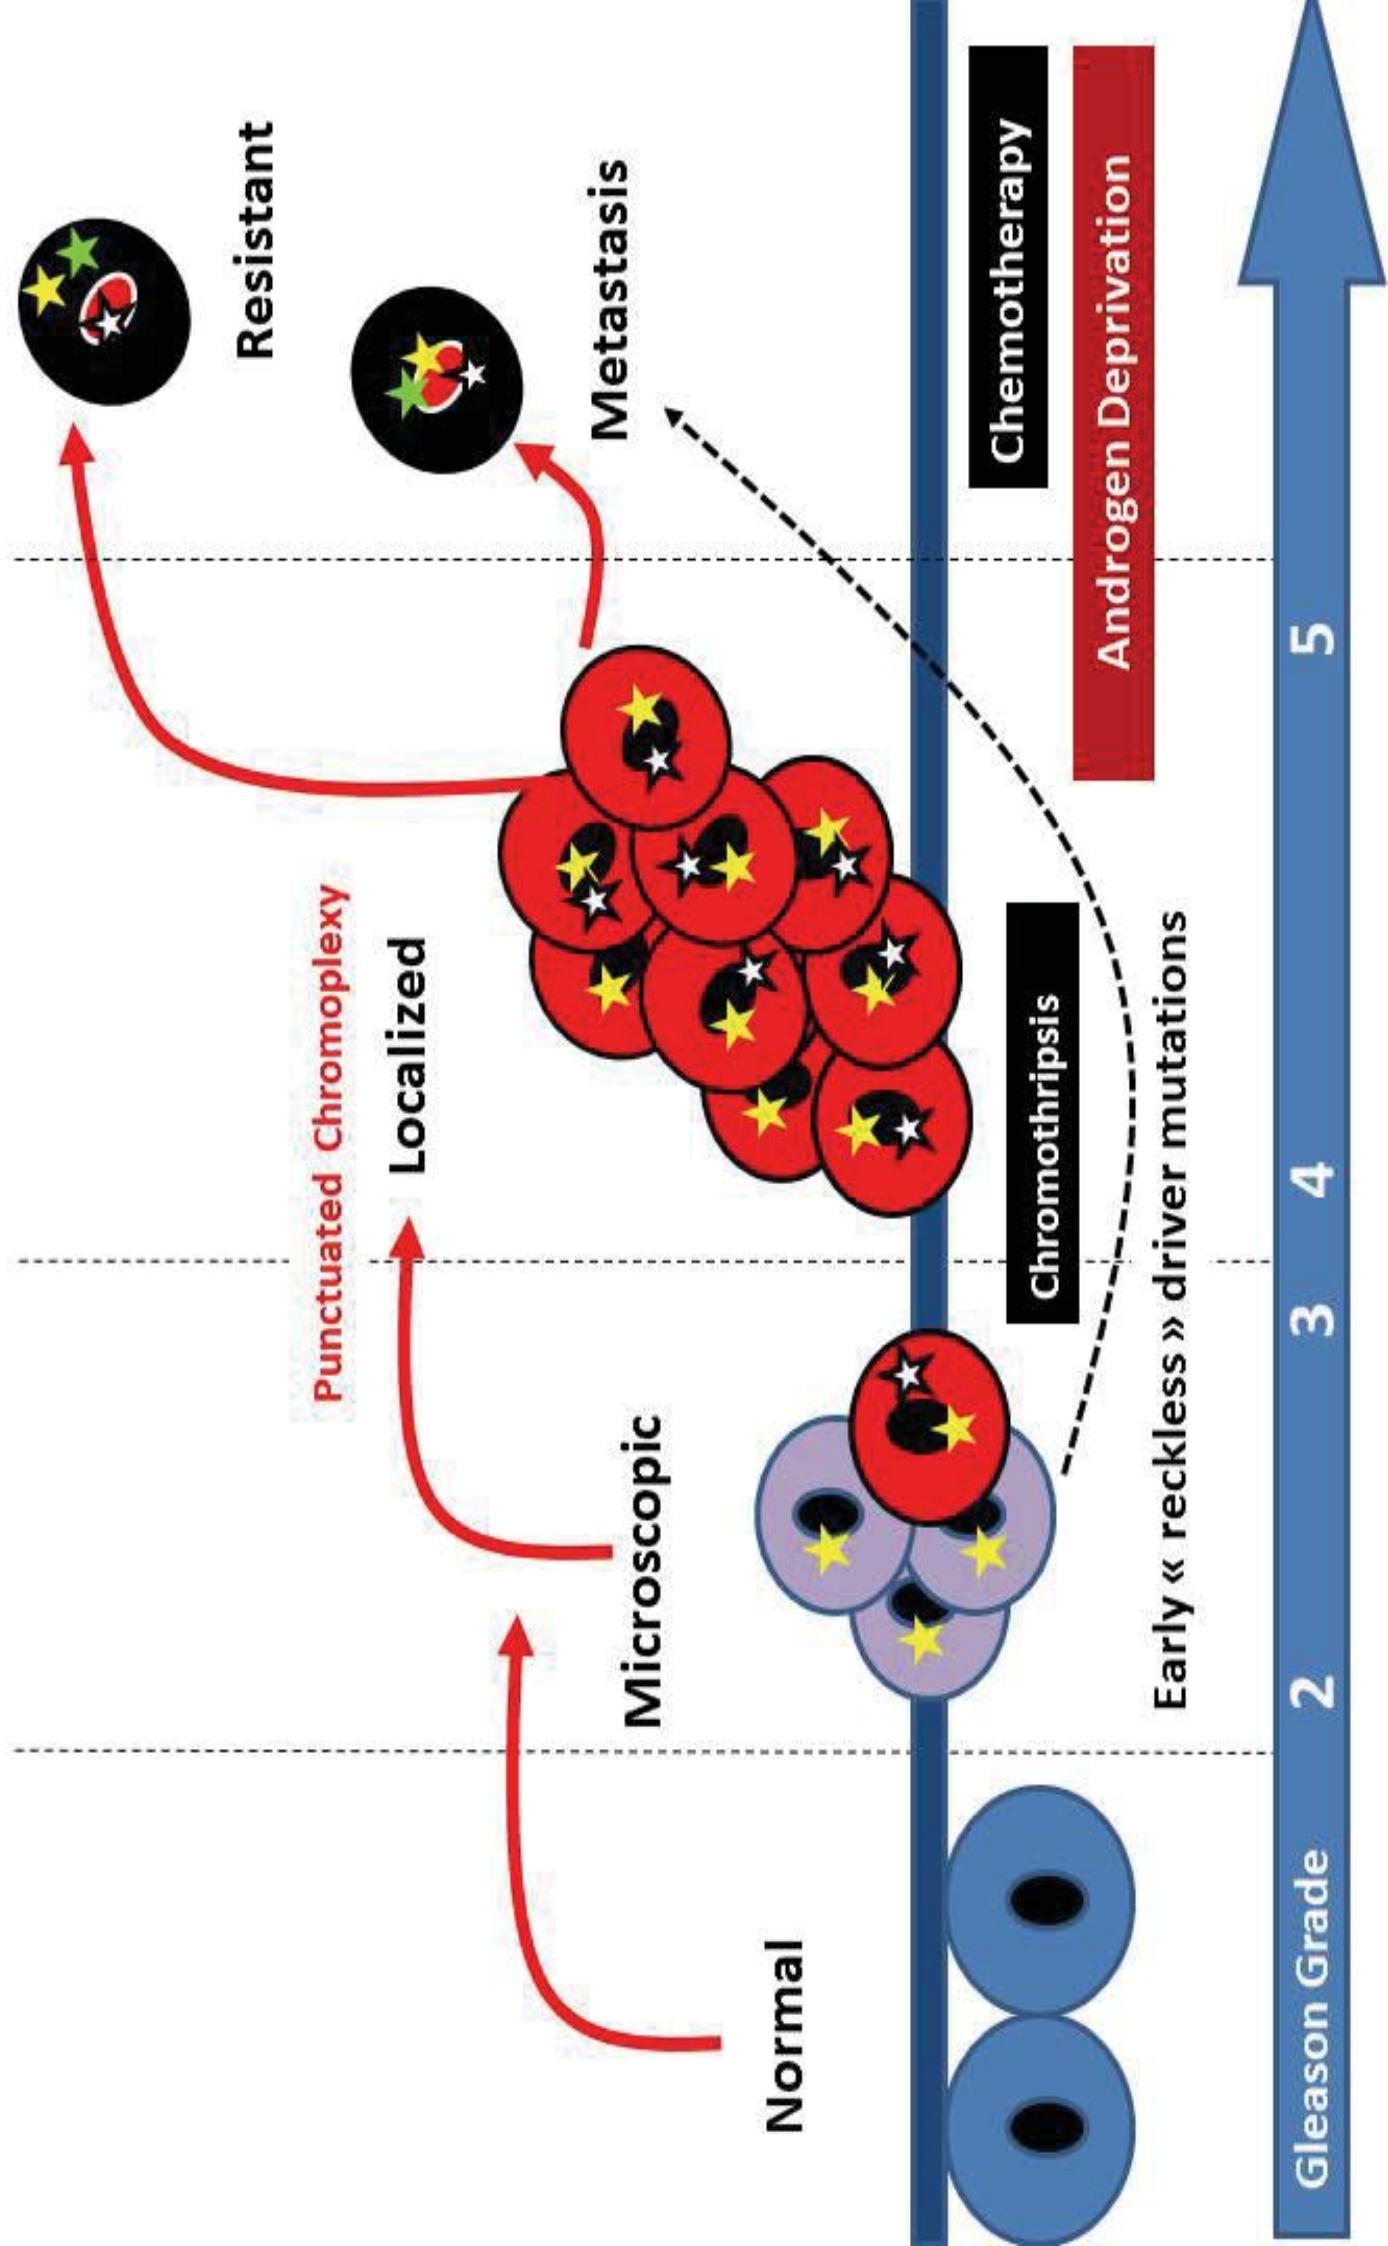 Resistant
Punctuated Chromoplexy
Localized
Metastasis
Microscopic
Normal
Chemotherapy
Chromothripsis
Androgen Deprivation
Early « reckless » driver mutations
Gleason Grade 2 3 4 5